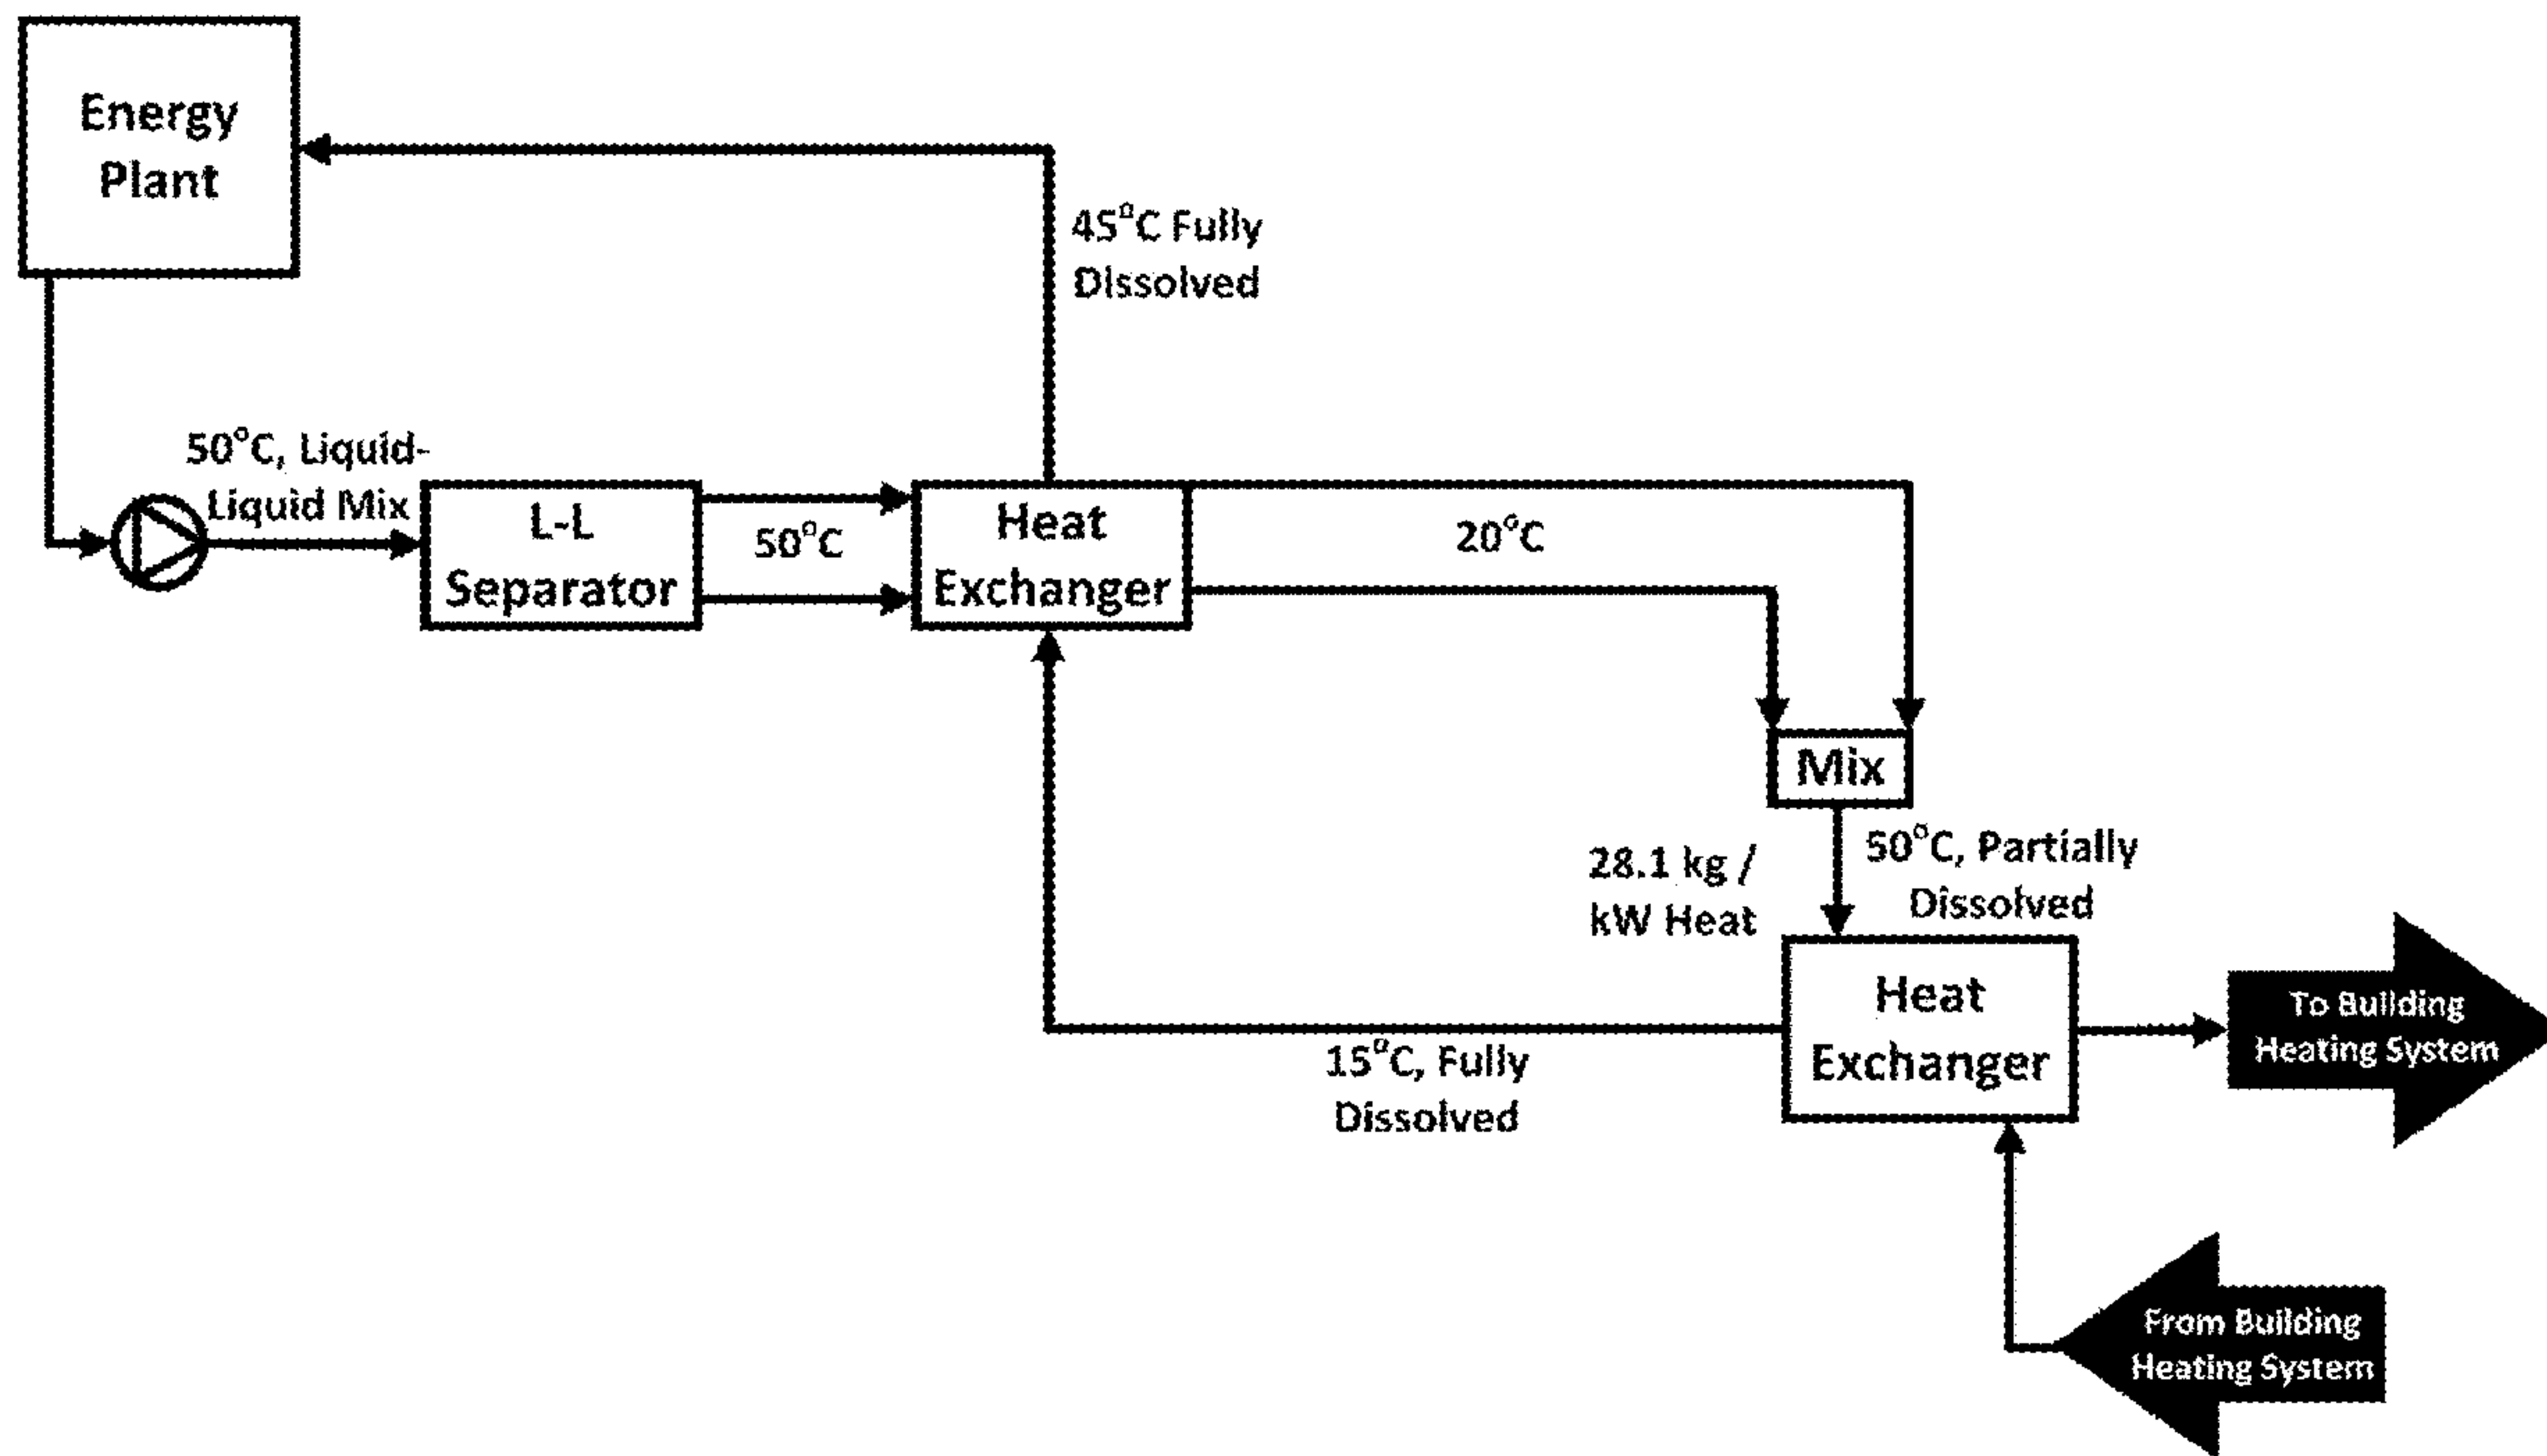 Energy
Plant
45°C Fully
Dissolved
50°C, Liquid-
Liquid Mix
L-L
Separator
50°C
Heat
Exchanger
20°C
Mix
28.1 kg /
kW Heat
50°C, Partially
Dissolved
Heat
Exchanger
To Building
Heating System
15°C, Fully
Dissolved
From Building
Heating System